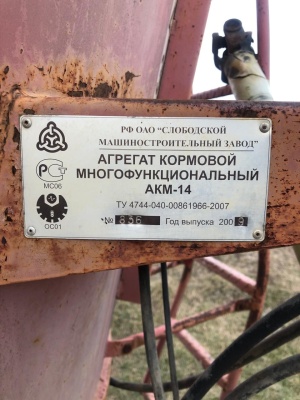 РФ ОАО "СЛОБОДСКОЙ
МАШИНОСТРОИТЕЛЬНЫЙ ЗАВОД"
АГРЕГАТ КОРМОВОЙ
МНОГОФУНКЦИОНАЛЬНЫЙ
АКМ-14
МС06
ОС01
ТУ 4744-040-00861966-2007
№ 836 Год выпуска 2009